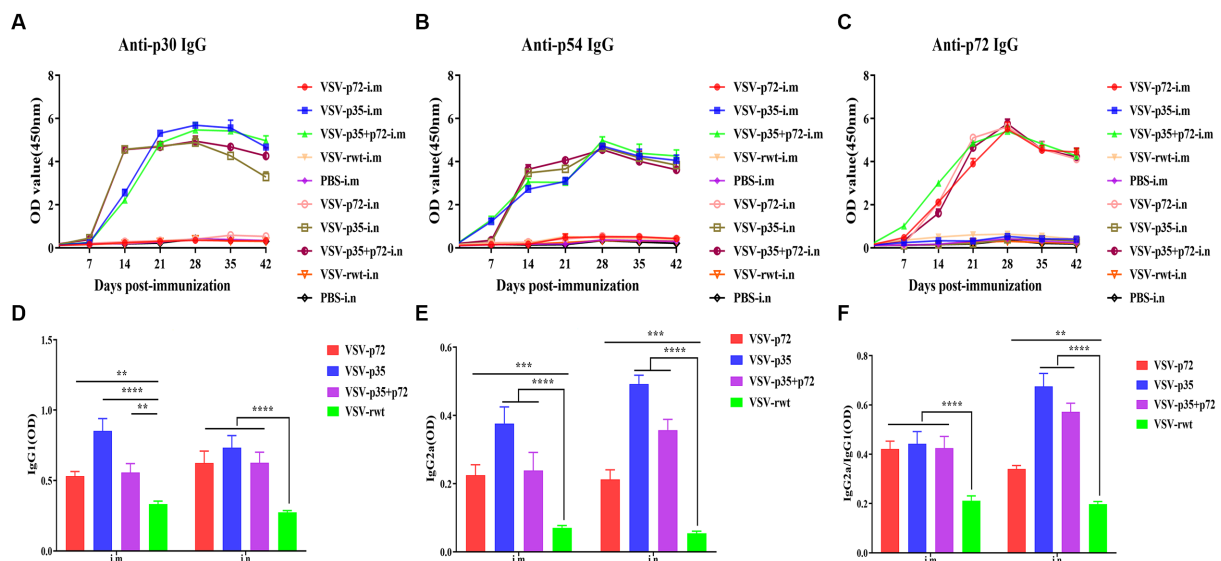 A
Anti-p30 IgG
OD value(450nm)
8
6
4
2
0
7 14 21 28 35 42
Days post-immunization
VSV-p72-i.m
VSV-p35-i.m
VSV-p35+p72-i.m
VSV-rwt-i.m
PBS-i.m
VSV-p72-i.n
VSV-p35-i.n
VSV-p35+p72-i.n
VSV-rwt-i.n
PBS-i.n
B
Anti-p54 IgG
OD value(450nm)
8
6
4
2
0
7 14 21 28 35 42
Days post-immunization
VSV-p72-i.m
VSV-p35-i.m
VSV-p35+p72-i.m
VSV-rwt-i.m
PBS-i.m
VSV-p72-i.n
VSV-p35-i.n
VSV-p35+p72-i.n
VSV-rwt-i.n
PBS-i.n
C
Anti-p72 IgG
OD value(450nm)
8
6
4
2
0
7 14 21 28 35 42
Days post-immunization
VSV-p72-i.m
VSV-p35-i.m
VSV-p35+p72-i.m
VSV-rwt-i.m
PBS-i.m
VSV-p72-i.n
VSV-p35-i.n
VSV-p35+p72-i.n
VSV-rwt-i.n
PBS-i.n
D
IgG1(OD)
1.5
1.0
0.5
0.0
**
****
**
****
i.m i.n
VSV-p72
VSV-p35
VSV-p35+p72
VSV-rwt
E
IgG2a(OD)
0.6
0.4
0.2
0.0
***
****
***
****
i.m i.n
VSV-p72
VSV-p35
VSV-p35+p72
VSV-rwt
F
IgG2a/IgG1(OD)
0.8
0.6
0.4
0.2
0.0
****
**
****
i.m i.n
VSV-p72
VSV-p35
VSV-p35+p72
VSV-rwt